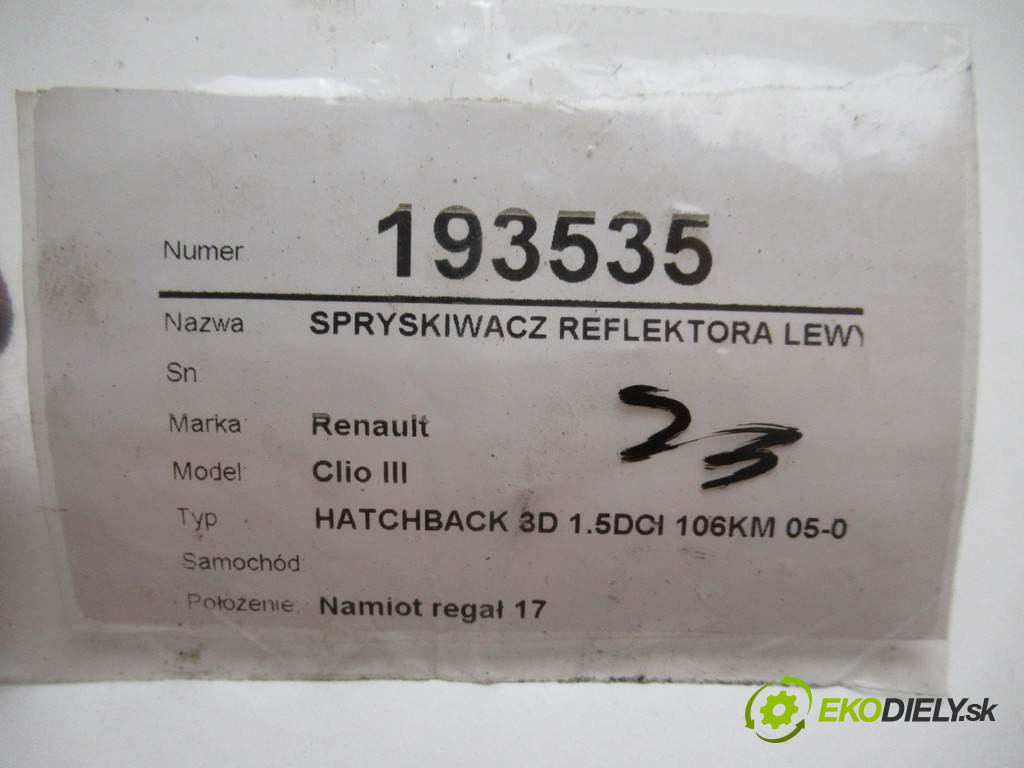 Numer 193535
Nazwa SPRYSKIWACZ REFLEKTORA LEWY
Sn
Marka Renault
Model Clio III
Typ HATCHBACK 3D 1.5DCI 106KM 05-0
Samochód
Położenie Namiot regał 17
EKODIELY.sk